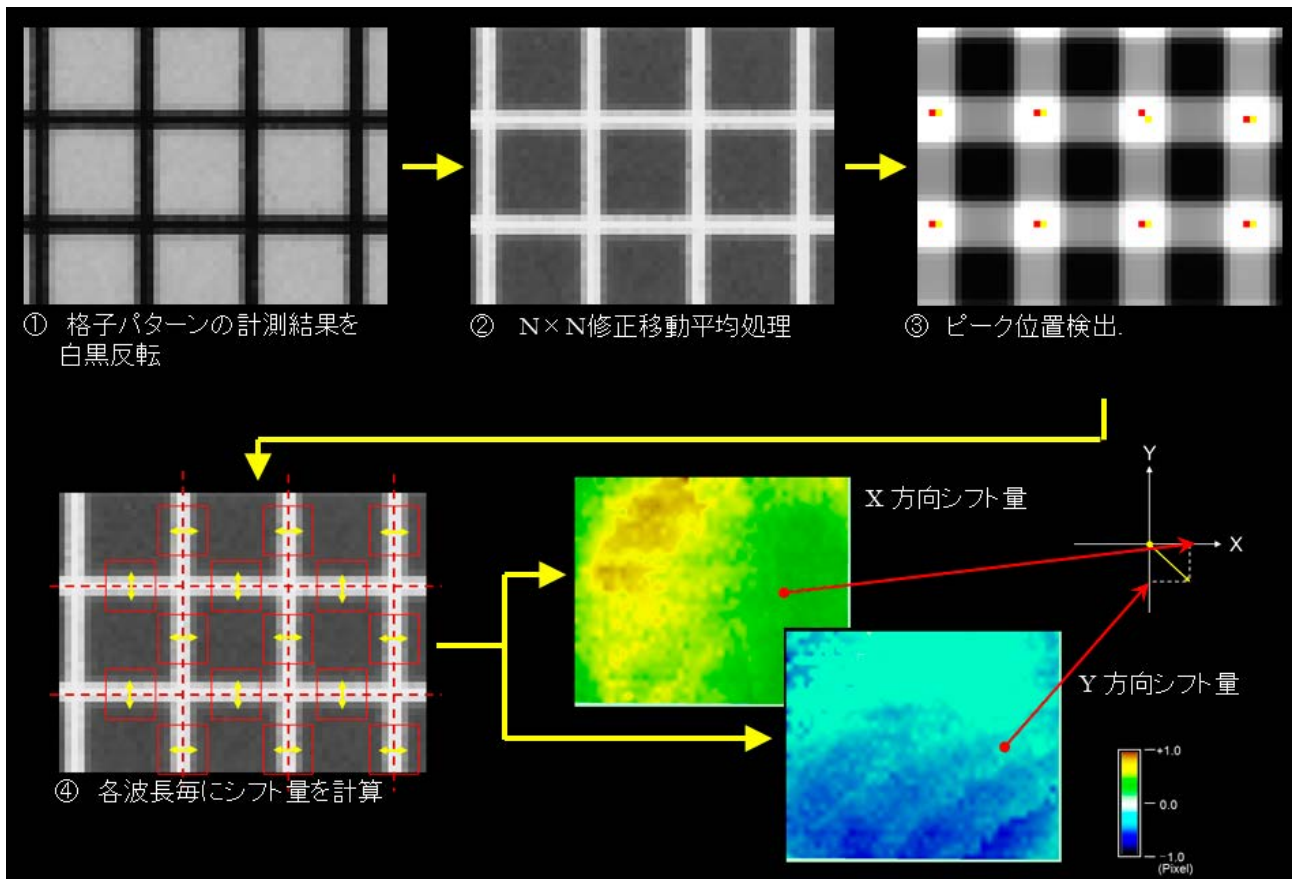 ① 格子パターンの計測結果を
白黒反転
② N×N修正移動平均処理
③ ピーク位置検出.
Y
X 方向シフト量
X
Y 方向シフト量
④ 各波長毎にシフト量を計算
+1.0
0.0
-1.0
(Pixel)